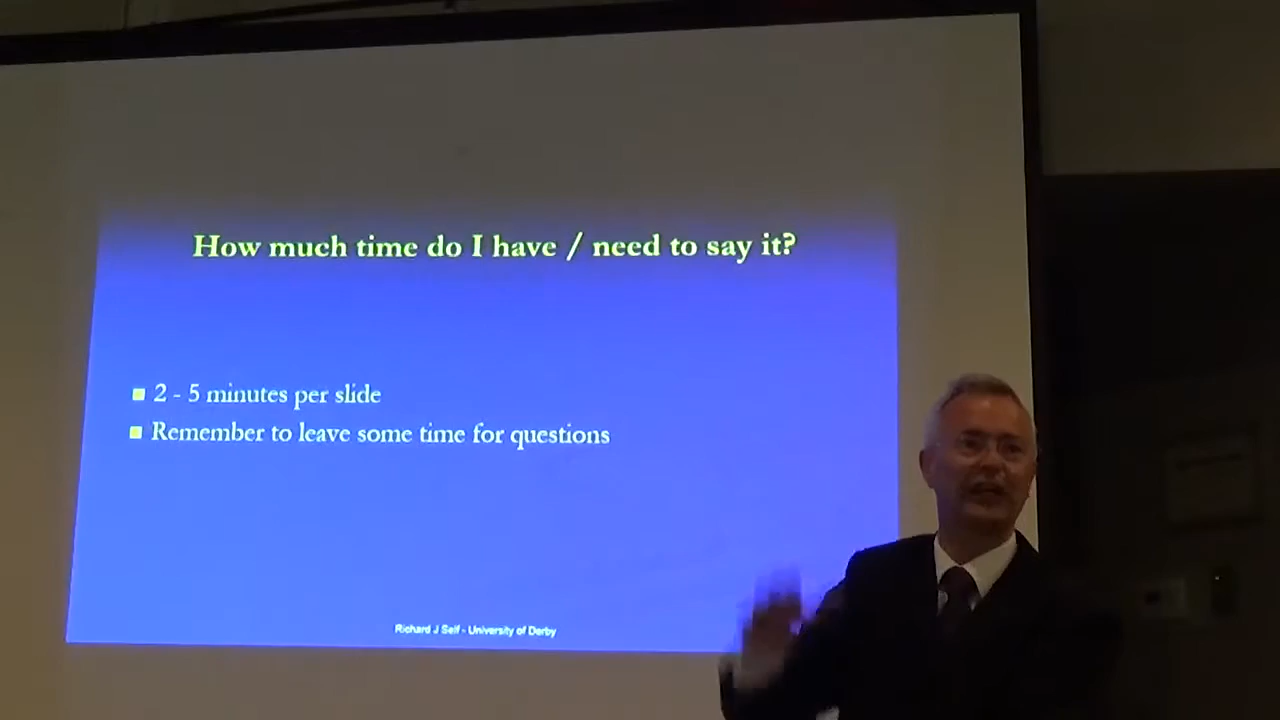 How much time do I have / need to say it?
2 - 5 minutes per slide
Remember to leave some time for questions
Richard J Self - University of Derby